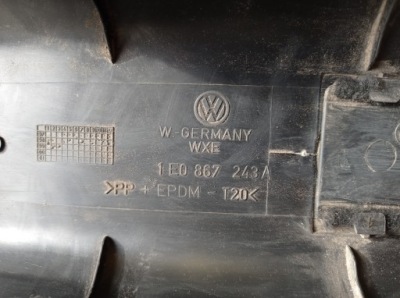 W.-GERMANY
WXE
1E0 867 243 A
>PP + EPDM - T20<